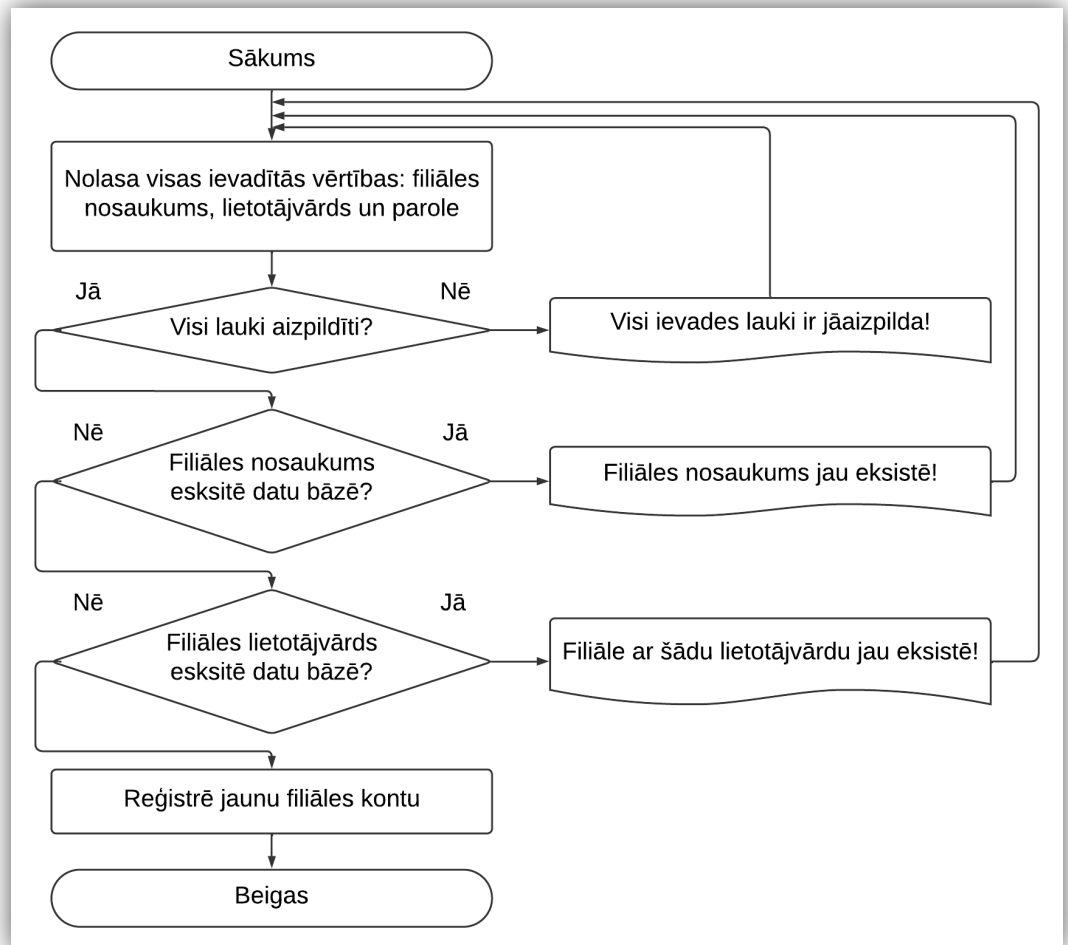 Sākums
Nolasa visas ievadītās vērtības: filiāles
nosaukums, lietotājvārds un parole
Jā
Nē
Visi lauki aizpildīti?
Visi ievades lauki ir jāaizpilda!
Nē
Jā
Filiāles nosaukums
esksitē datu bāzē?
Filiāles nosaukums jau eksistē!
Nē
Jā
Filiāles lietotājvārds
esksitē datu bāzē?
Filiāle ar šādu lietotājvārdu jau eksistē!
Reģistrē jaunu filiāles kontu
Beigas